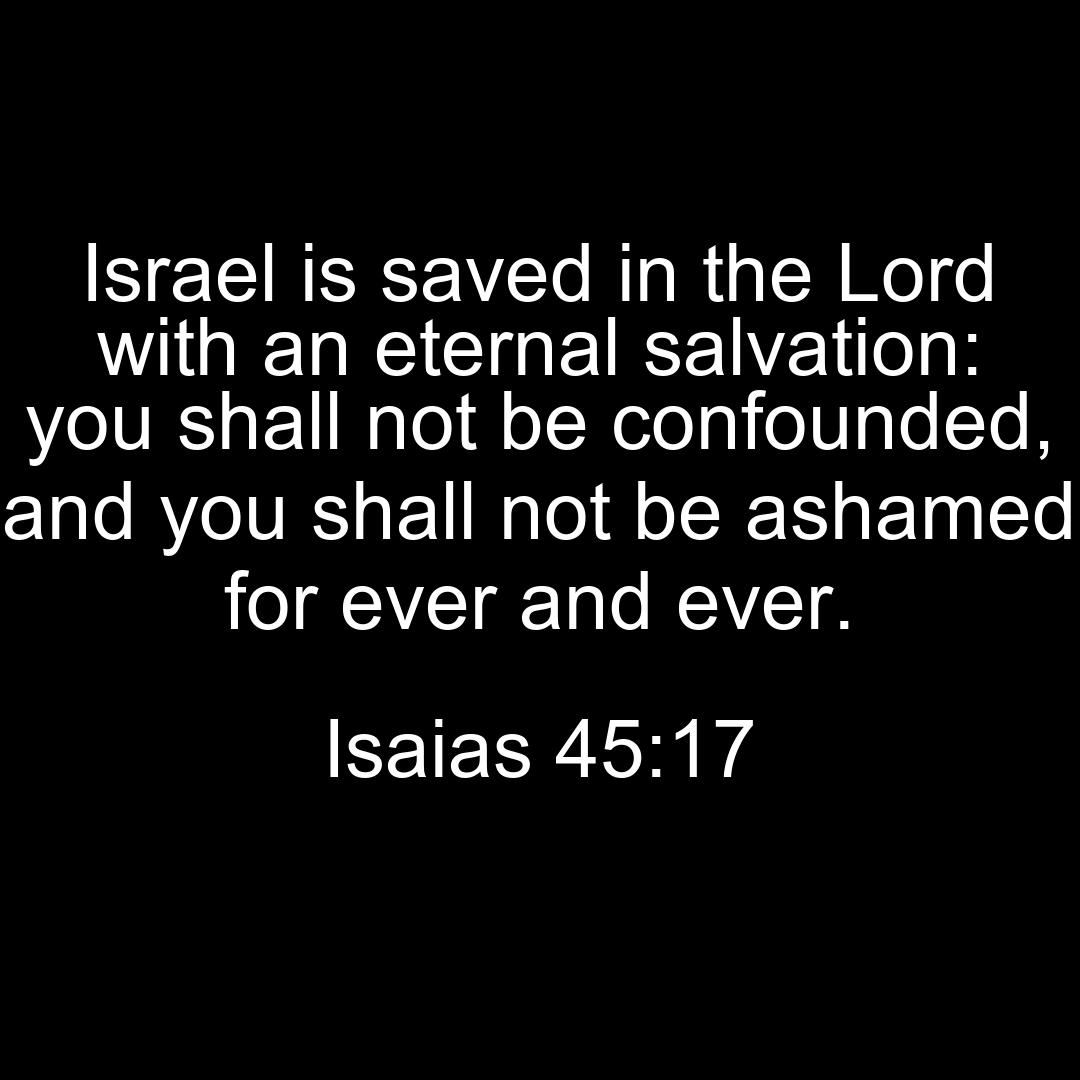 Israel is saved in the Lord
with an eternal salvation:
you shall not be confounded,
and you shall not be ashamed
for ever and ever.
Isaias 45:17